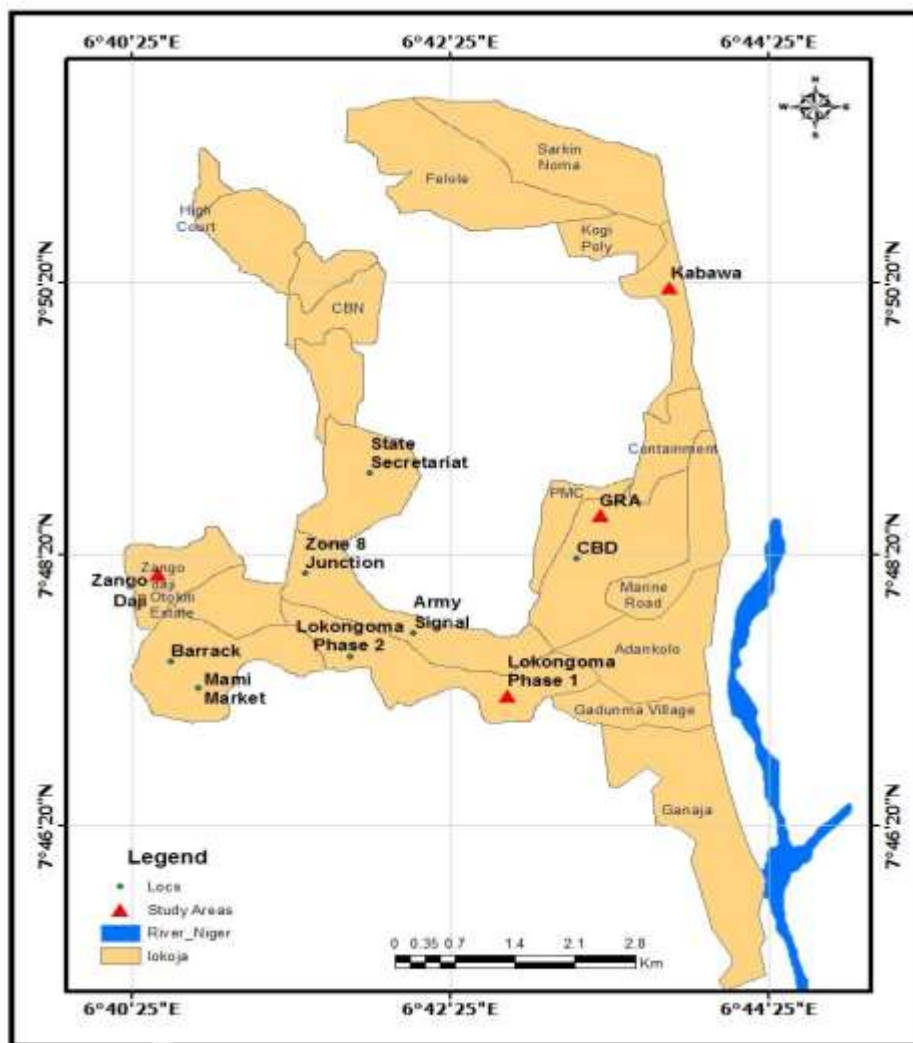 6°40'25"E
6°42'25"E
6°44'25"E
N
W
E
S
Sarkin
Noma
Felele
High
Court
Kogi
Poly
Kabawa
7°50'20"N
7°50'20"N
CBN
State
Secretariat
Containment
PMC
GRA
CBD
7°48'20"N
7°48'20"N
Zone 8
Junction
Zango
Daji
Zango
daji
Otokiti
Estate
Marine
Road
Army
Signal
Lokongoma
Phase 2
Adankolo
Barrack
Lokongoma
Phase 1
Mami
Market
Gadunma Village
Ganaja
7°46'20"N
7°46'20"N
Legend
Locs
Study Areas
River_Niger
lokoja
0 0.35 0.7 1.4 2.1 2.8
Km
6°40'25"E
6°42'25"E
6°44'25"E